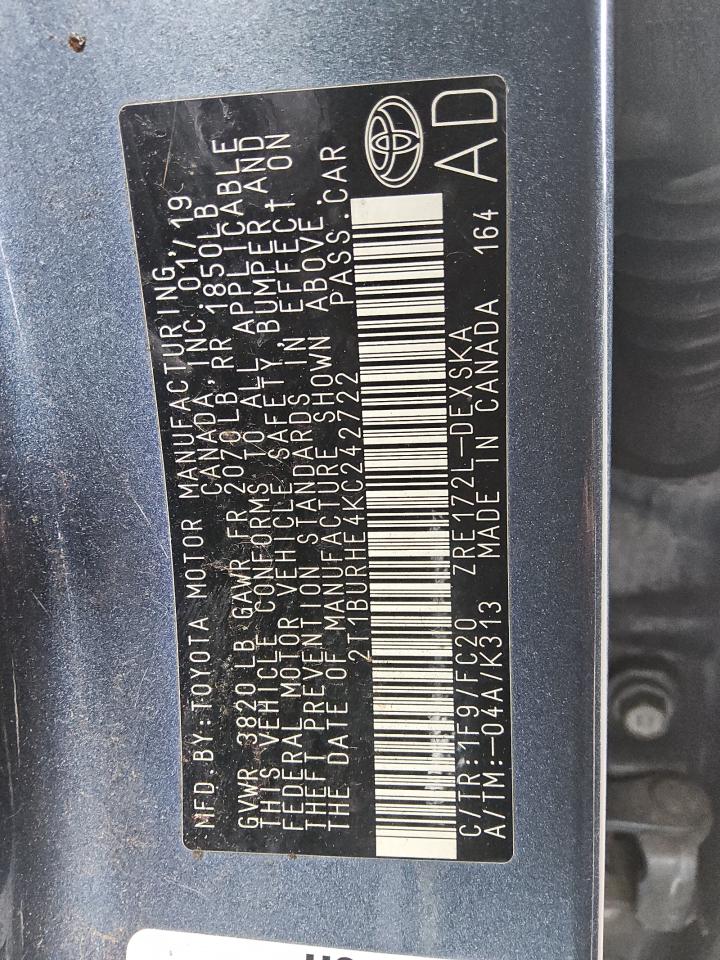 MFD.BY:TOYOTA MOTOR MANUFACTURING,
CANADA,INC.01/19
GVWR 3820LB GAWR FR 2070LB,RR 1850LB
THIS VEHICLE CONFORMS TO ALL APPLICABLE
FEDERAL MOTOR VEHICLE SAFETY,BUMPER AND
THEFT PREVENTION STANDARDS IN EFFECT ON
THE DATE OF MANUFACTURE SHOWN ABOVE.
2T1BURHE4KC242722 PASS.CAR
C/TR:1F9/FC20 ZRE172L-DEXSKA
A/TM:-04A/K313 MADE IN CANADA 164
AD